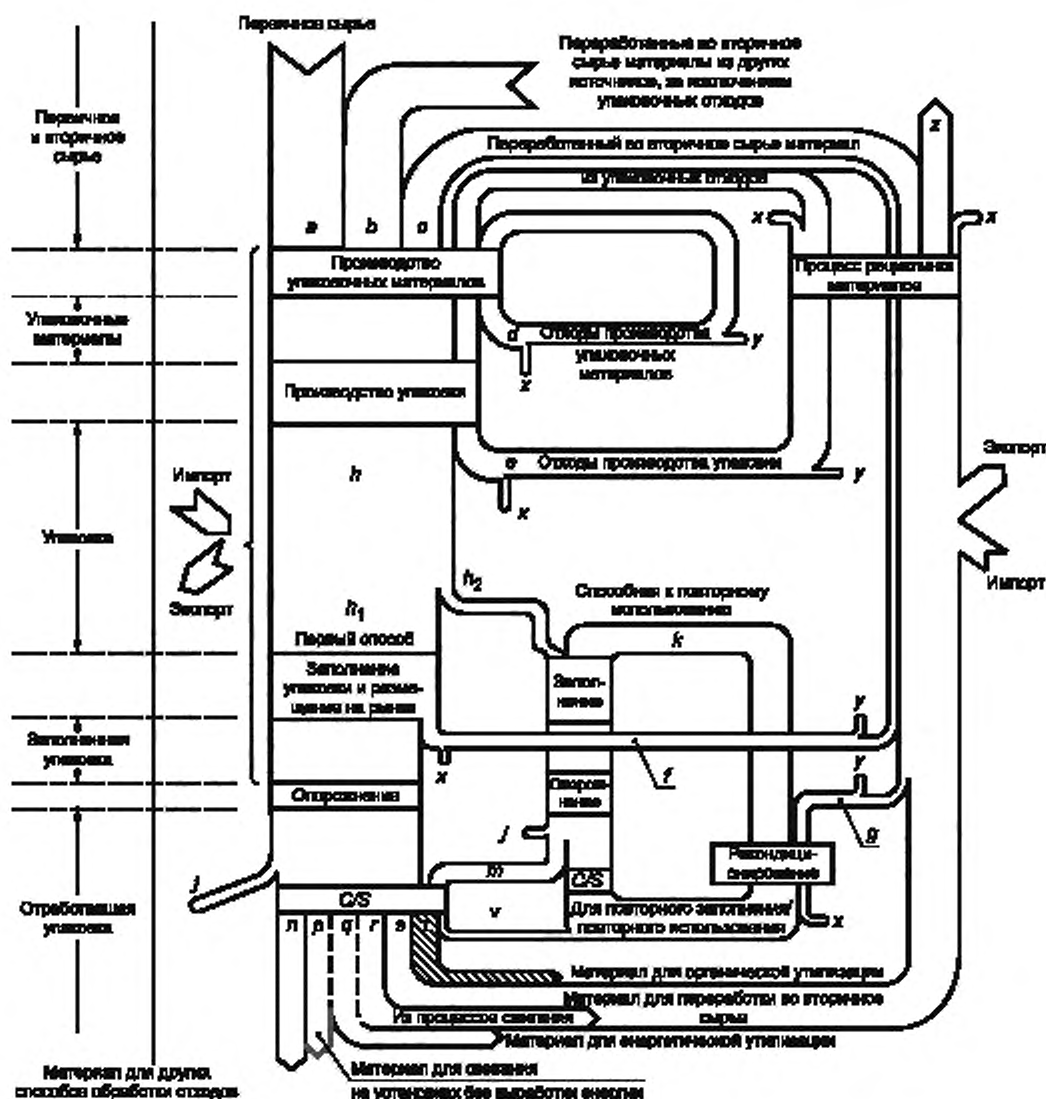 Первичное сырье
Переработанные во вторичное
сырье материалы из других
источников, за исключением
упаковочных отходов
Первичное
и вторичное
сырье
z
Переработанный во вторичное сырье материал
из упаковочных отходов
a
b
c
x
x
Производство
упаковочных материалов
Процесс рециклинга
материалов
Упаковочные
материалы
d
Отходы производства
упаковочных
материалов
y
x
Производство упаковки
e
Отходы производства упаковки
y
x
Импорт
Экспорт
h
Экспорт
Импорт
Упаковка
h2
Способная к повторному
использованию
h1
k
Первый способ
Заполнение
упаковки и разме-
щение на рынке
Запол-
нение
Заполненная
упаковка
y
x
f
y
Опорожнение
Опорож-
нение
g
j
Рекондици-
онирование
m
C/S
j
C/S
v
x
Отработавшая
упаковка
Для повторного заполнения/
повторного использования
n
p
q
r
s
Материал для органической утилизации
Материал для переработки во вторичное
сырье
Из процессов сжигания
Материал для энергетической утилизации
Материал для других
способов обработки отходов
Материал для сжигания
на установках без выработки энергии